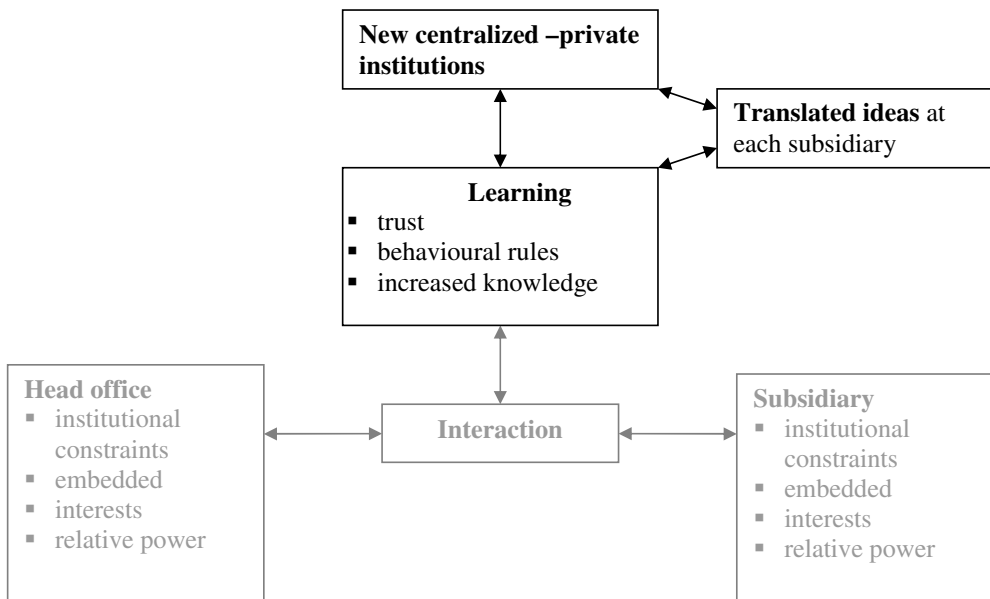 New centralized –private
institutions
Translated ideas at
each subsidiary
Learning
▪ trust
▪ behavioural rules
▪ increased knowledge
Head office
▪ institutional
constraints
▪ embedded
▪ interests
▪ relative power
Interaction
Subsidiary
▪ institutional
constraints
▪ embedded
▪ interests
▪ relative power